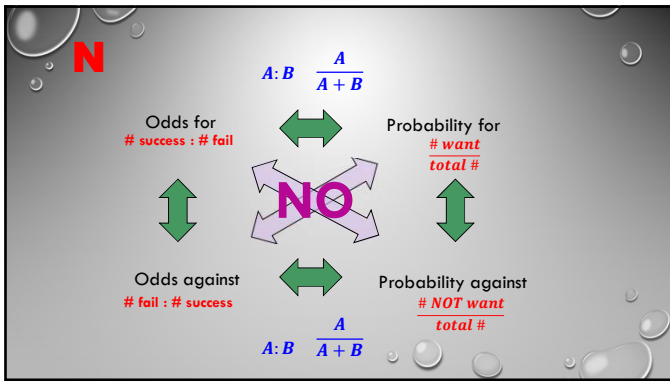 N
A:B A/(A + B)
Odds for
# success : # fail
Probability for
# want
total #
NO
Odds against
# fail : # success
Probability against
# NOT want
total #
A:B A/(A + B)